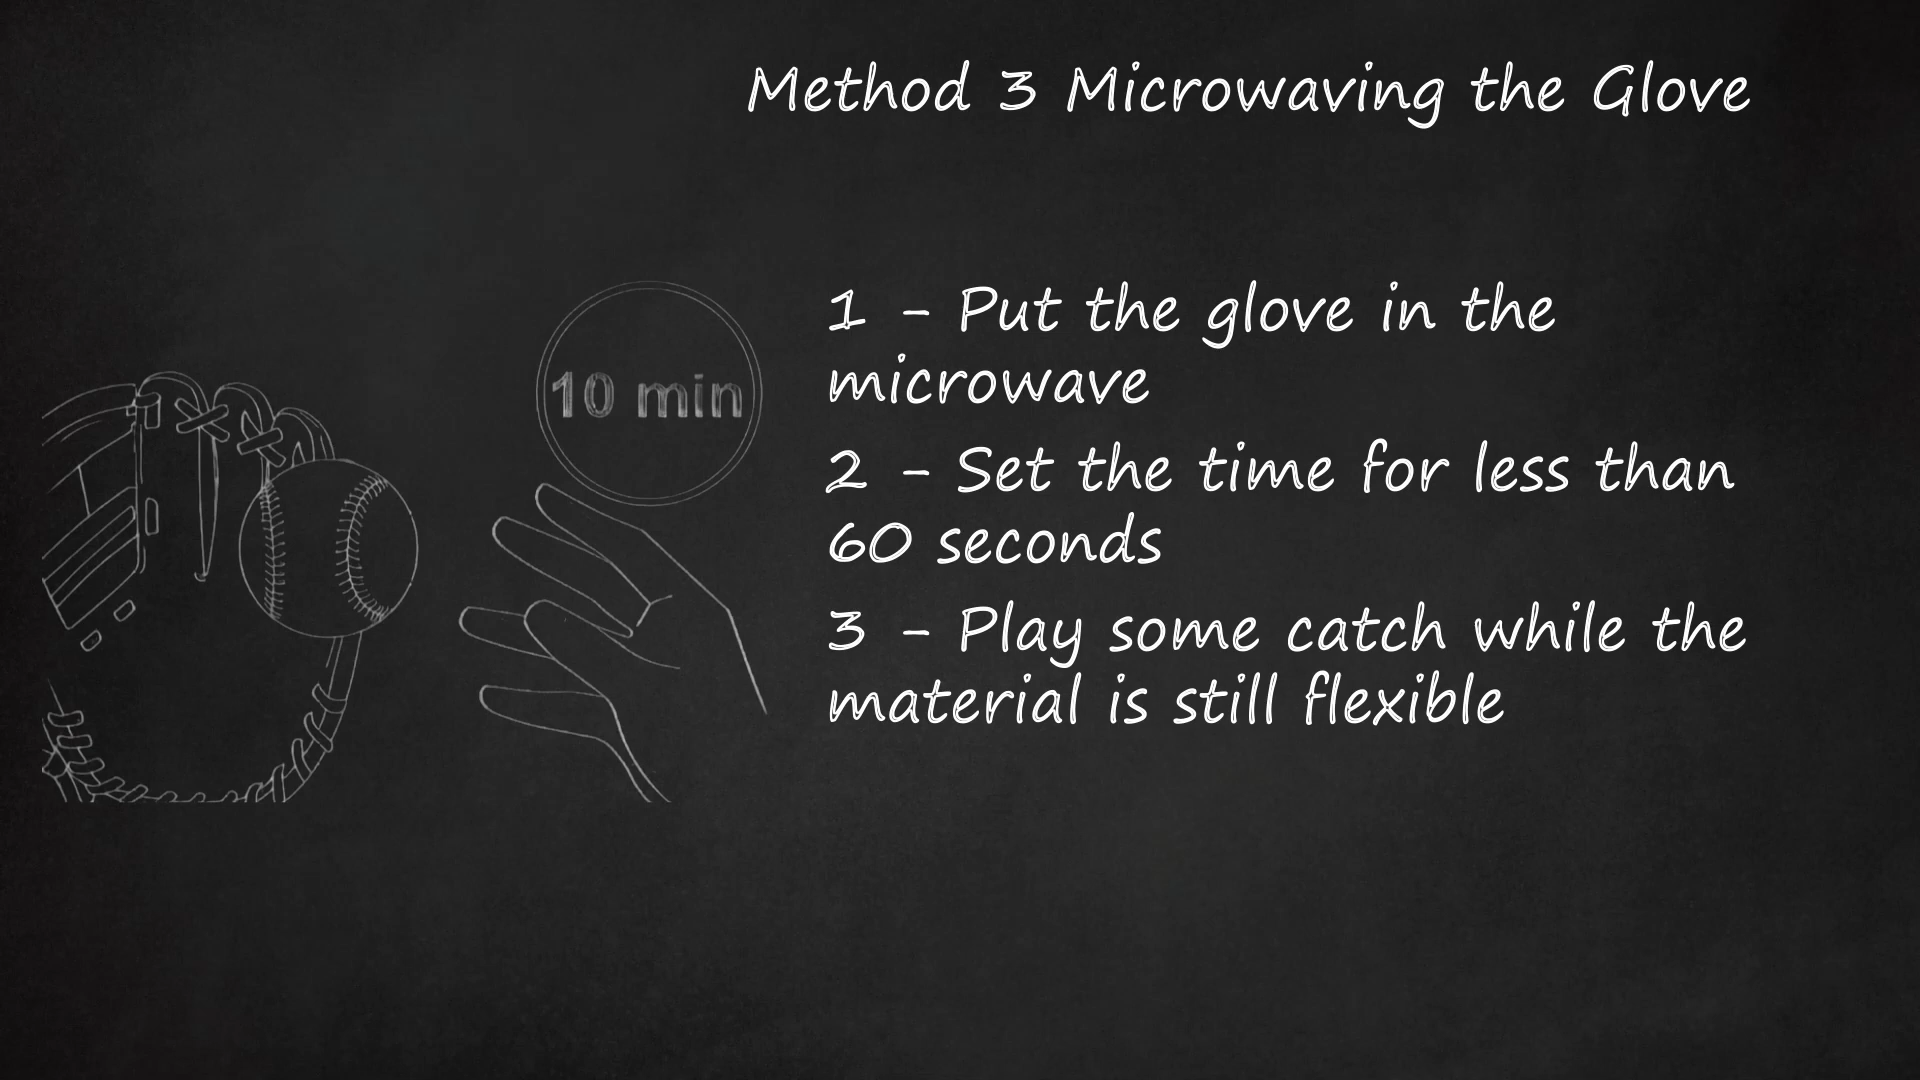 Method 3 Microwaving the Glove
10 min
1 - Put the glove in the
microwave
2 - Set the time for less than
60 seconds
3 - Play some catch while the
material is still flexible